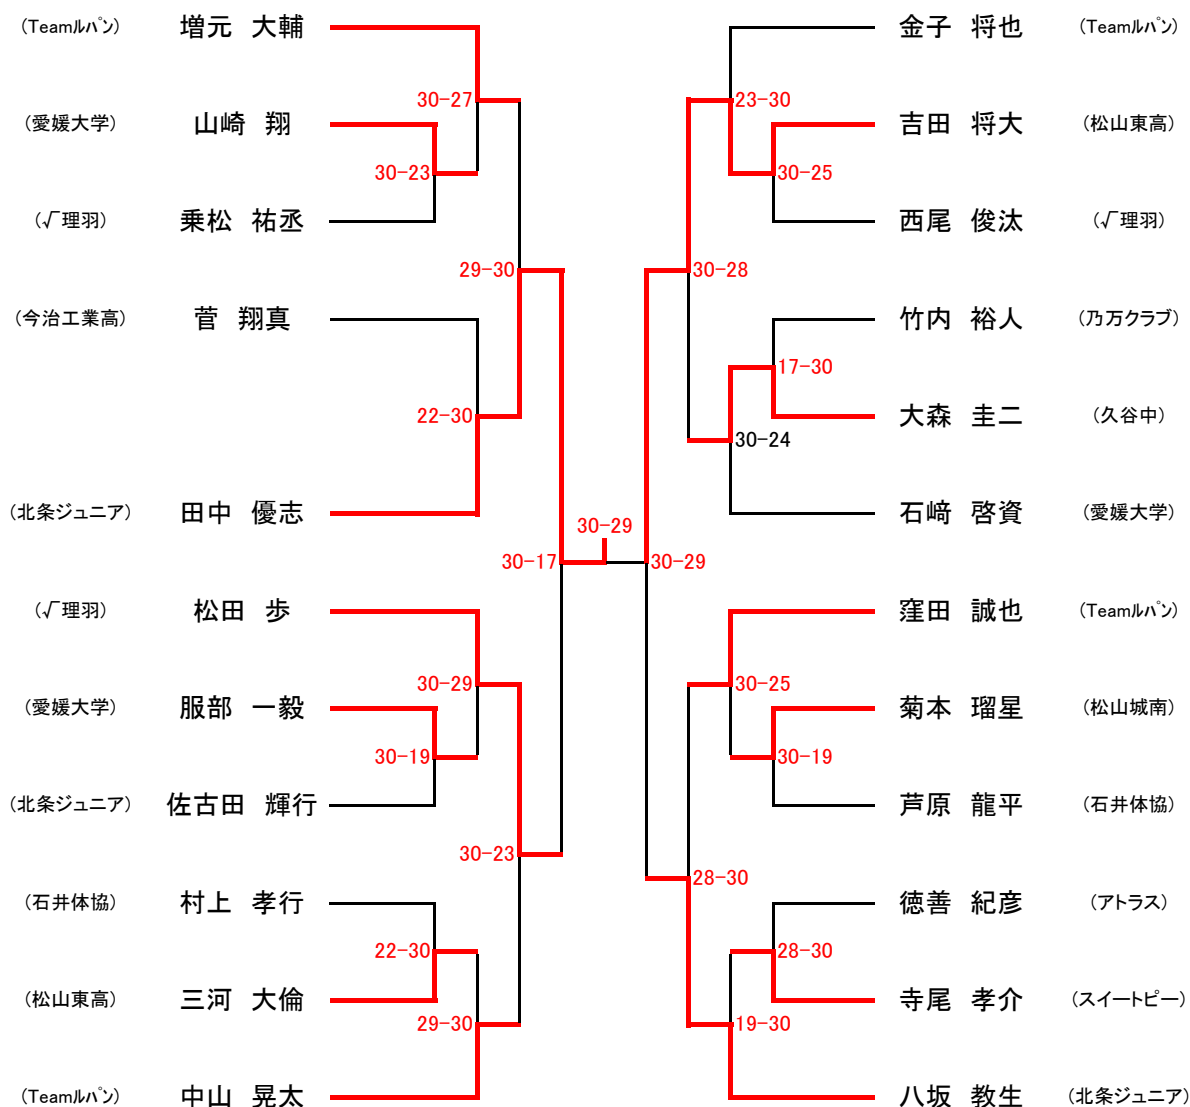 (Teamルパン) 増元 大輔
30-27
(愛媛大学) 山崎 翔
30-23
(√理羽) 乗松 祐丞
29-30
(今治工業高) 菅 翔真
22-30
(北条ジュニア) 田中 優志
30-17
(√理羽) 松田 歩
30-29
(愛媛大学) 服部 一毅
30-19
(北条ジュニア) 佐古田 輝行
30-23
(石井体協) 村上 孝行
22-30
(松山東高) 三河 大倫
29-30
(Teamルパン) 中山 晃太
30-29
金子 将也 (Teamルパン)
23-30
吉田 将大 (松山東高)
30-25
西尾 俊汰 (√理羽)
30-28
竹内 裕人 (乃万クラブ)
17-30
大森 圭二 (久谷中)
30-24
石﨑 啓資 (愛媛大学)
30-29
窪田 誠也 (Teamルパン)
30-25
菊本 瑠星 (松山城南)
30-19
芦原 龍平 (石井体協)
28-30
徳善 紀彦 (アトラス)
28-30
寺尾 孝介 (スイートピー)
19-30
八坂 教生 (北条ジュニア)